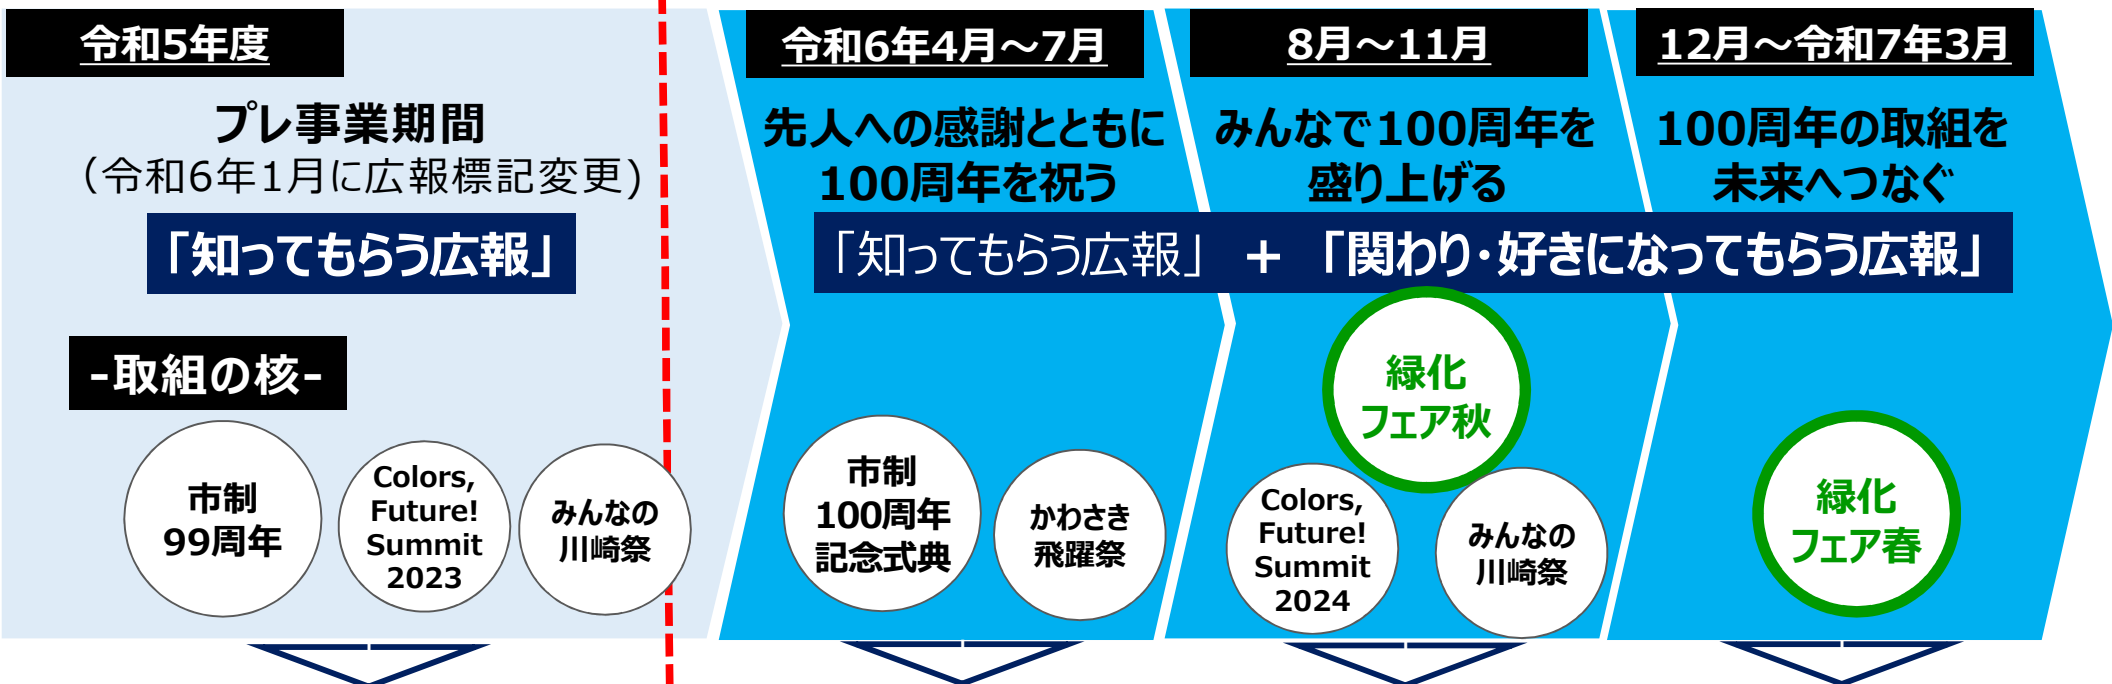 令和5年度
プレ事業期間
（令和6年1月に広報標記変更)
「知ってもらう広報」
-取組の核-
市制
99周年
Colors,
Future!
Summit
2023
みんなの
川崎祭
令和6年4月～7月
先人への感謝とともに
100周年を祝う
8月～11月
みんなで100周年を
盛り上げる
12月～令和7年3月
100周年の取組を
未来へつなぐ
「知ってもらう広報」 + 「関わり・好きになってもらう広報」
市制
100周年
記念式典
かわさき
飛躍祭
緑化
フェア秋
Colors,
Future!
Summit
2024
みんなの
川崎祭
緑化
フェア春